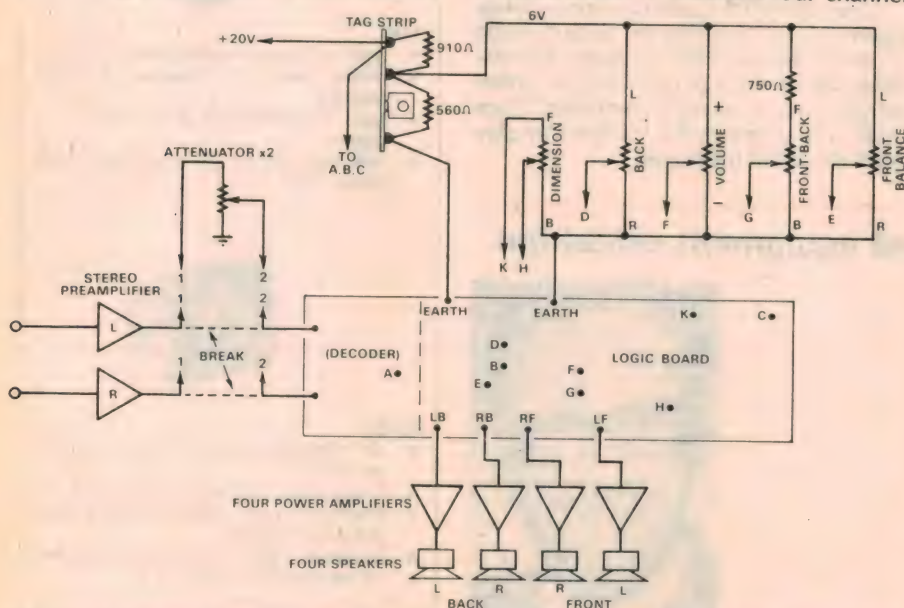 channel
TAG STRIP
6V
+20V
910Ω
560Ω
TO
A.B.C
750Ω
L
F
+
F
L
DIMENSION
BACK
VOLUME
FRONT-BACK
FRONT
BALANCE
D
F
G
E
–
B
R
B
R
K
H
ATTENUATOR x2
1
2
STEREO
PREAMPLIFIER
1
2
L
EARTH
EARTH
K
C
BREAK
1
2
(DECODER)
D
LOGIC BOARD
A
B
F
R
E
G
H
LB
RB
RF
LF
FOUR POWER AMPLIFIERS
FOUR SPEAKERS
L
R
R
L
BACK
FRONT